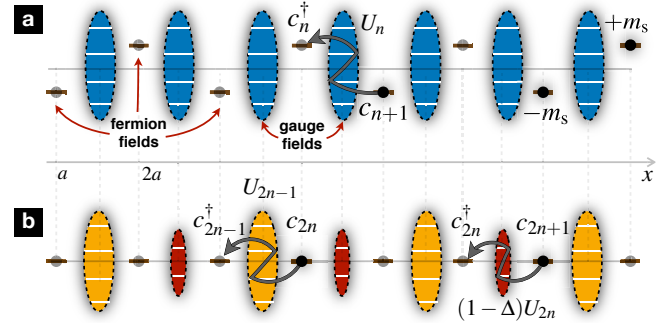 a
c†n
Un
+ms
cn+1
−ms
fermion
fields
gauge
fields
a
2a
x
b
U2n−1
c†2n−1
c2n
c†2n
c2n+1
(1−Δ)U2n